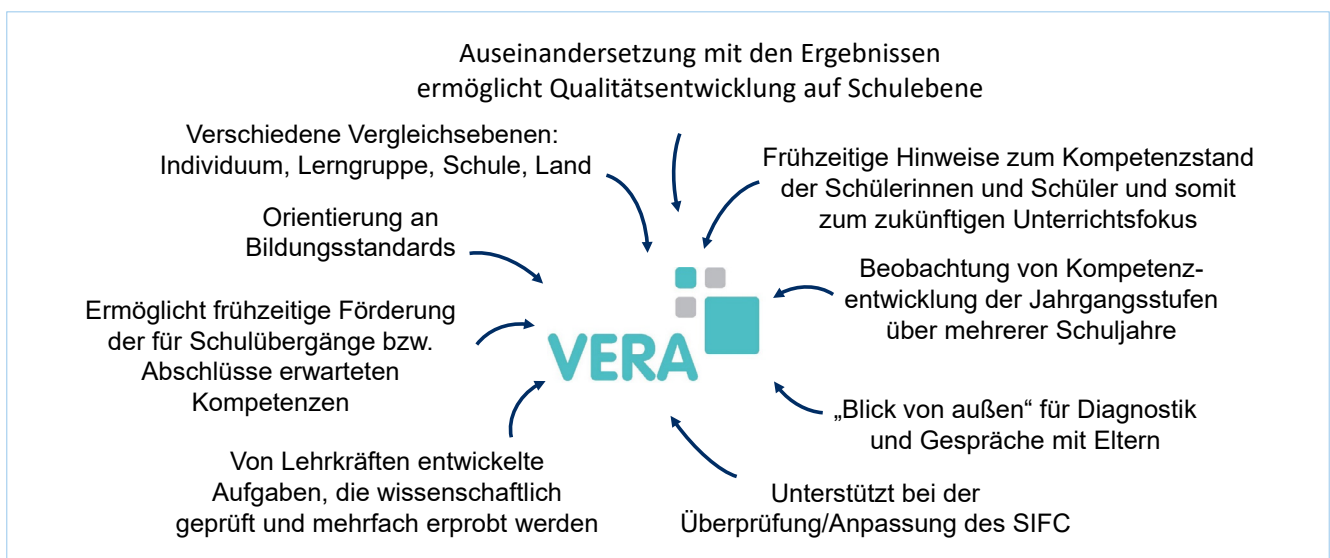 Auseinandersetzung mit den Ergebnissen
ermöglicht Qualitätsentwicklung auf Schulebene
Verschiedene Vergleichsebenen:
Individuum, Lerngruppe, Schule, Land
Frühzeitige Hinweise zum Kompetenzstand
der Schülerinnen und Schüler und somit
zum zukünftigen Unterrichtsfokus
Orientierung an
Bildungsstandards
Beobachtung von Kompetenz-
entwicklung der Jahrgangsstufen
über mehrerer Schuljahre
Ermöglicht frühzeitige Förderung
der für Schulübergänge bzw.
Abschlüsse erwarteten
Kompetenzen
VERA
„Blick von außen“ für Diagnostik
und Gespräche mit Eltern
Von Lehrkräften entwickelte
Aufgaben, die wissenschaftlich
geprüft und mehrfach erprobt werden
Unterstützt bei der
Überprüfung/Anpassung des SIFC